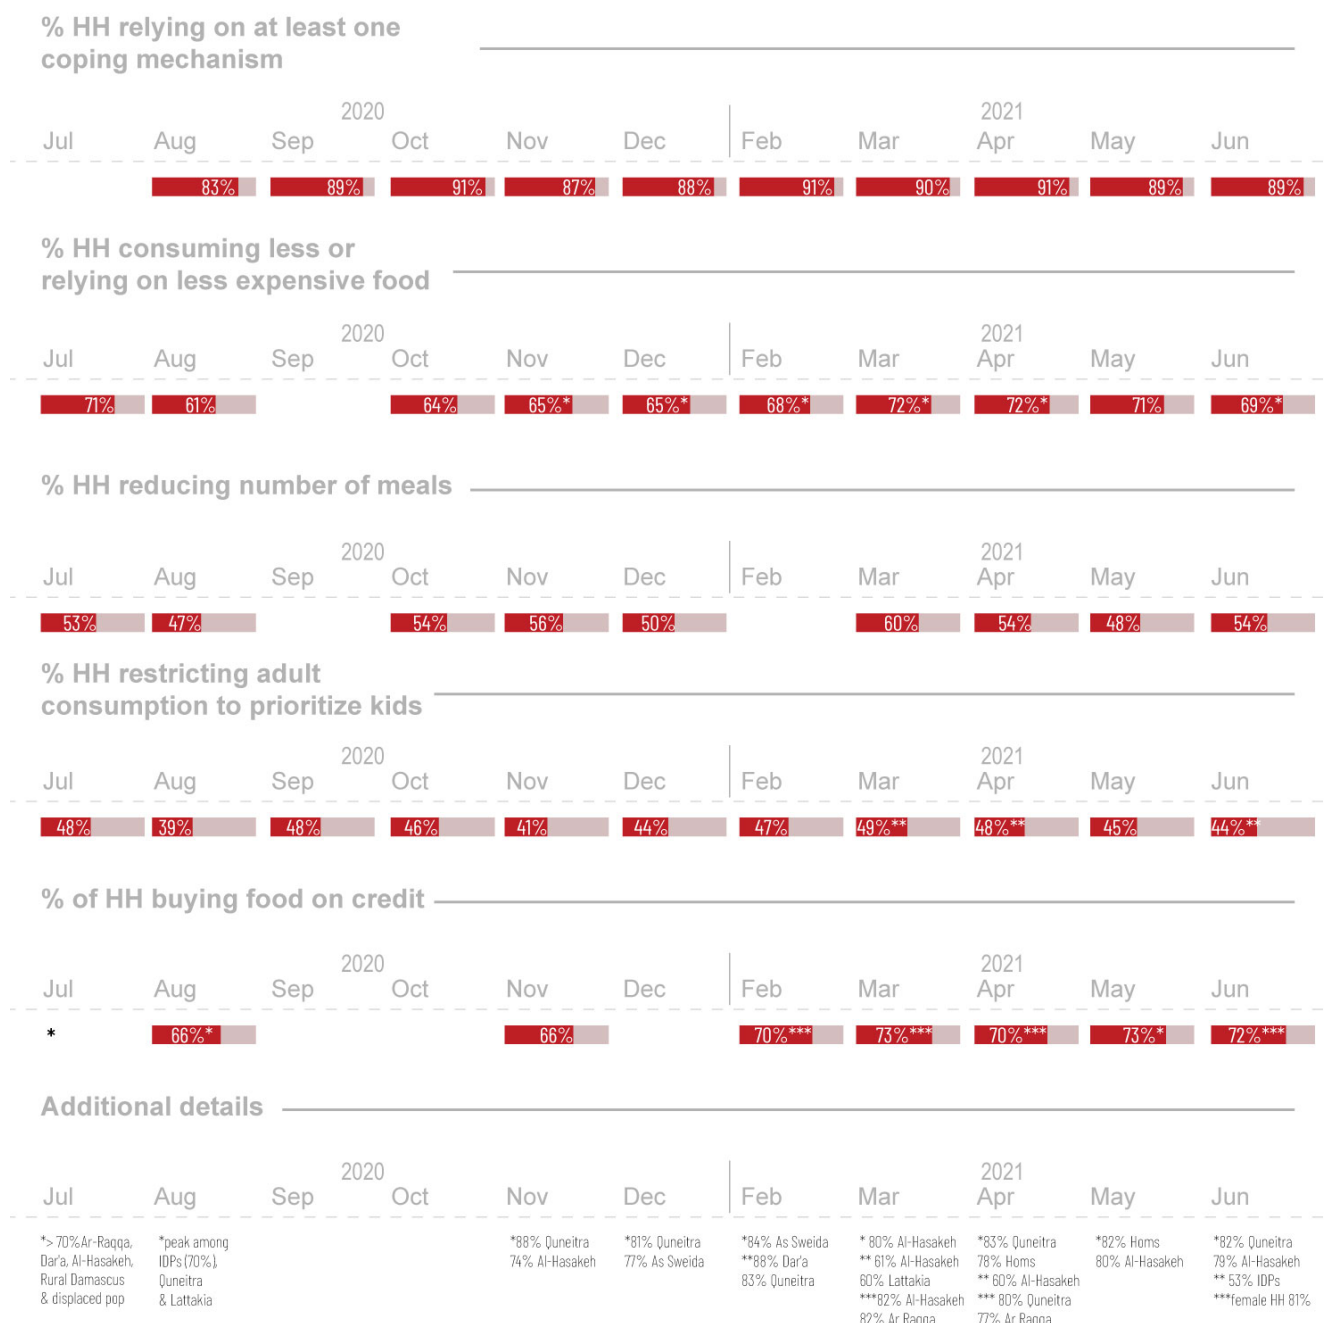 % HH relying on at least one
coping mechanism
2020 2021
Jul Aug Sep Oct Nov Dec Feb Mar Apr May Jun
83% 89% 91% 87% 88% 91% 90% 91% 89% 89%
% HH consuming less or
relying on less expensive food
2020 2021
Jul Aug Sep Oct Nov Dec Feb Mar Apr May Jun
71% 61% 64% 65%* 65%* 68%* 72%* 72%* 71% 69%*
% HH reducing number of meals
2020 2021
Jul Aug Sep Oct Nov Dec Feb Mar Apr May Jun
53% 47% 54% 56% 50% 60% 54% 48% 54%
% HH restricting adult
consumption to prioritize kids
2020 2021
Jul Aug Sep Oct Nov Dec Feb Mar Apr May Jun
48% 39% 48% 46% 41% 44% 47% 49%** 48%** 45% 44%**
% of HH buying food on credit
2020 2021
Jul Aug Sep Oct Nov Dec Feb Mar Apr May Jun
* 66%* 66% 70%*** 73%*** 70%*** 73%* 72%***
Additional details
2020 2021
Jul Aug Sep Oct Nov Dec Feb Mar Apr May Jun
*> 70%Ar-Raqqa,
Dar'a, Al-Hasakeh,
Rural Damascus
& displaced pop
*peak among
IDPs (70%),
Quneitra
& Lattakia
*88% Quneitra
74% Al-Hasakeh
*81% Quneitra
77% As Sweida
*84% As Sweida
**88% Dar'a
83% Quneitra
* 80% Al-Hasakeh
** 61% Al-Hasakeh
60% Lattakia
***82% Al-Hasakeh
82% Ar Raqqa
*83% Quneitra
78% Homs
** 60% Al-Hasakeh
*** 80% Quneitra
77% Ar Raqqa
*82% Homs
80% Al-Hasakeh
*82% Quneitra
79% Al-Hasakeh
** 53% IDPs
***female HH 81%